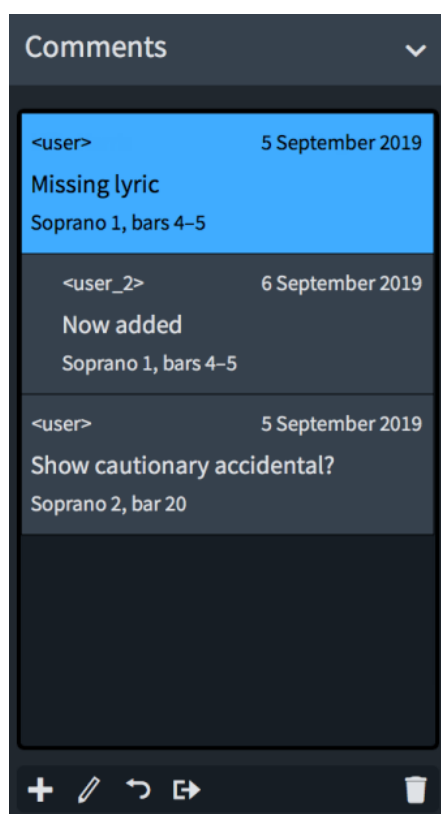 Comments
<user> 5 September 2019
Missing lyric
Soprano 1, bars 4–5
<user_2> 6 September 2019
Now added
Soprano 1, bars 4–5
<user> 5 September 2019
Show cautionary accidental?
Soprano 2, bar 20